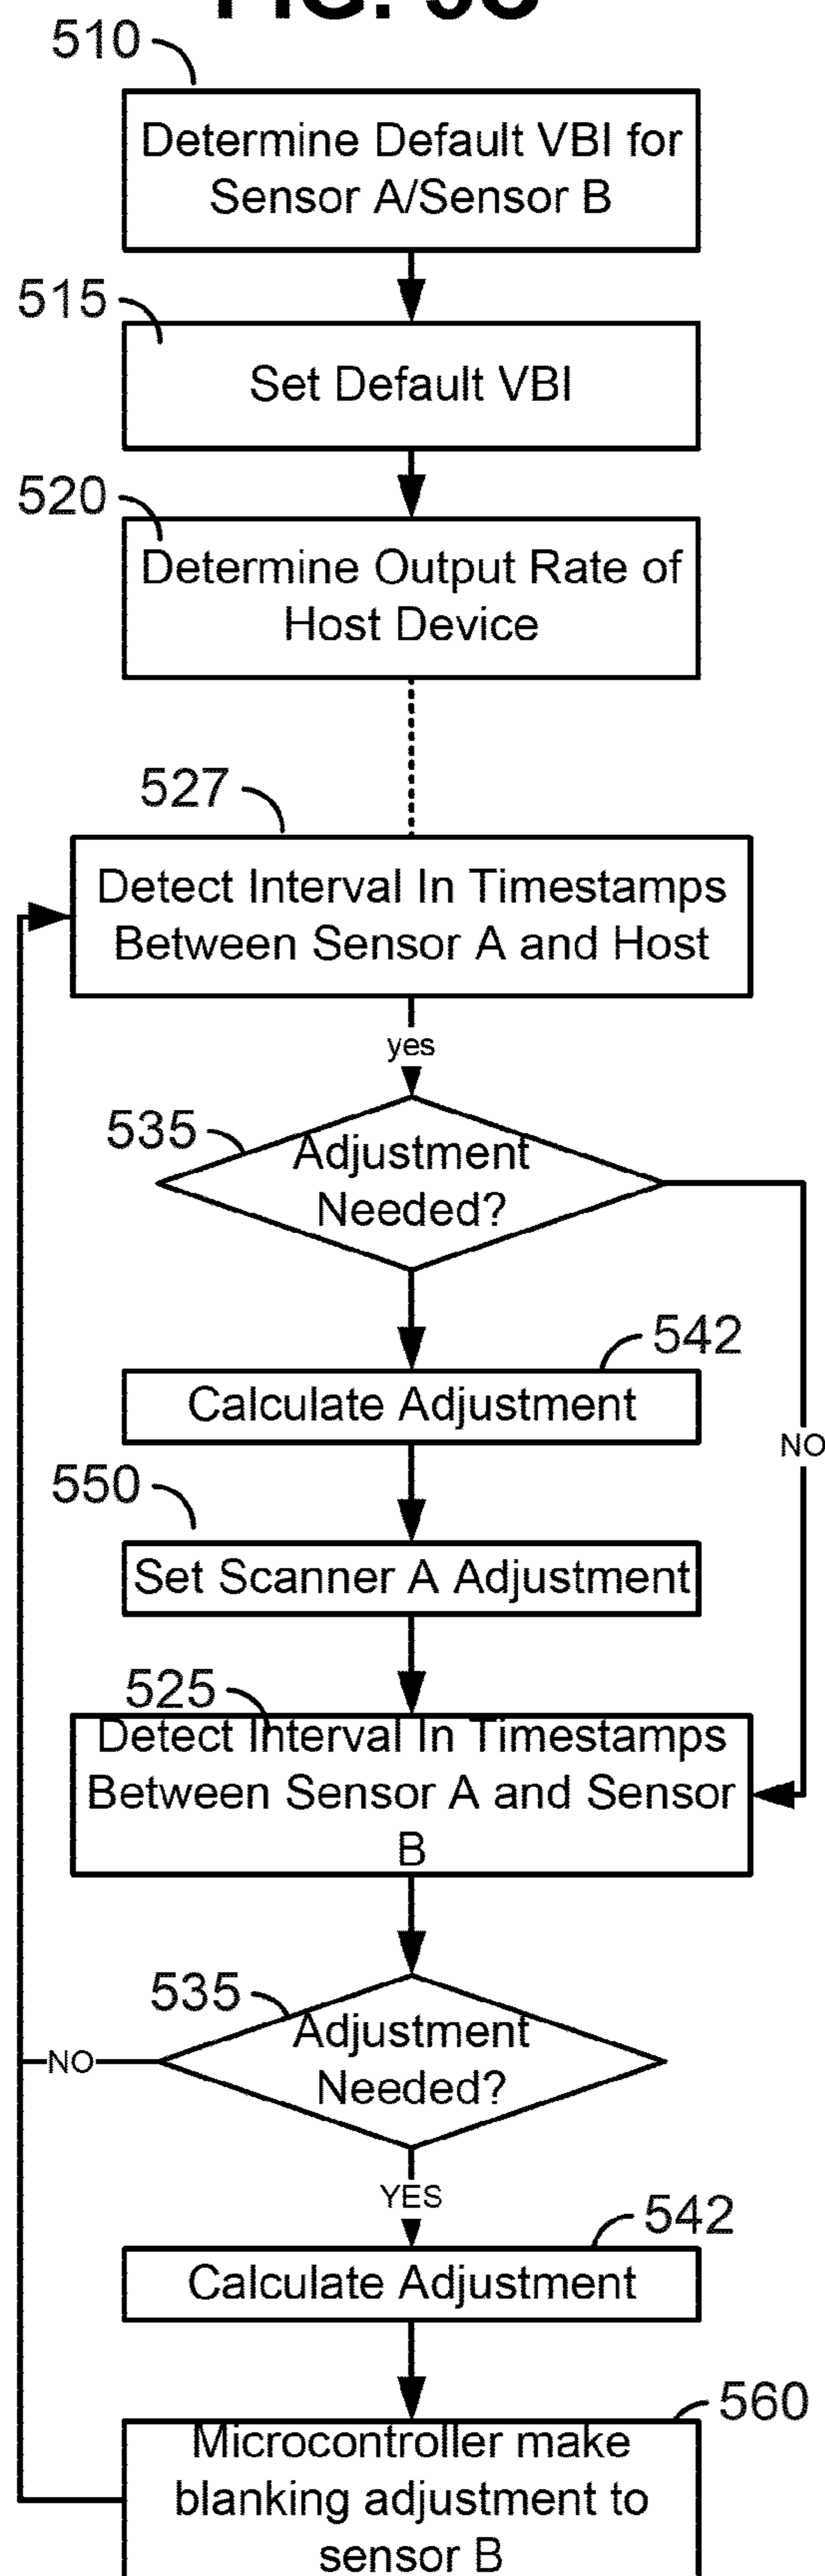 510
Determine Default VBI for
Sensor A/Sensor B
515
Set Default VBI
520
Determine Output Rate of
Host Device
527
Detect Interval In Timestamps
Between Sensor A and Host
yes
535
Adjustment
Needed?
542
Calculate Adjustment
NO
550
Set Scanner A Adjustment
525
Detect Interval In Timestamps
Between Sensor A and Sensor
B
535
Adjustment
Needed?
NO
YES
542
Calculate Adjustment
560
Microcontroller make
blanking adjustment to
sensor B